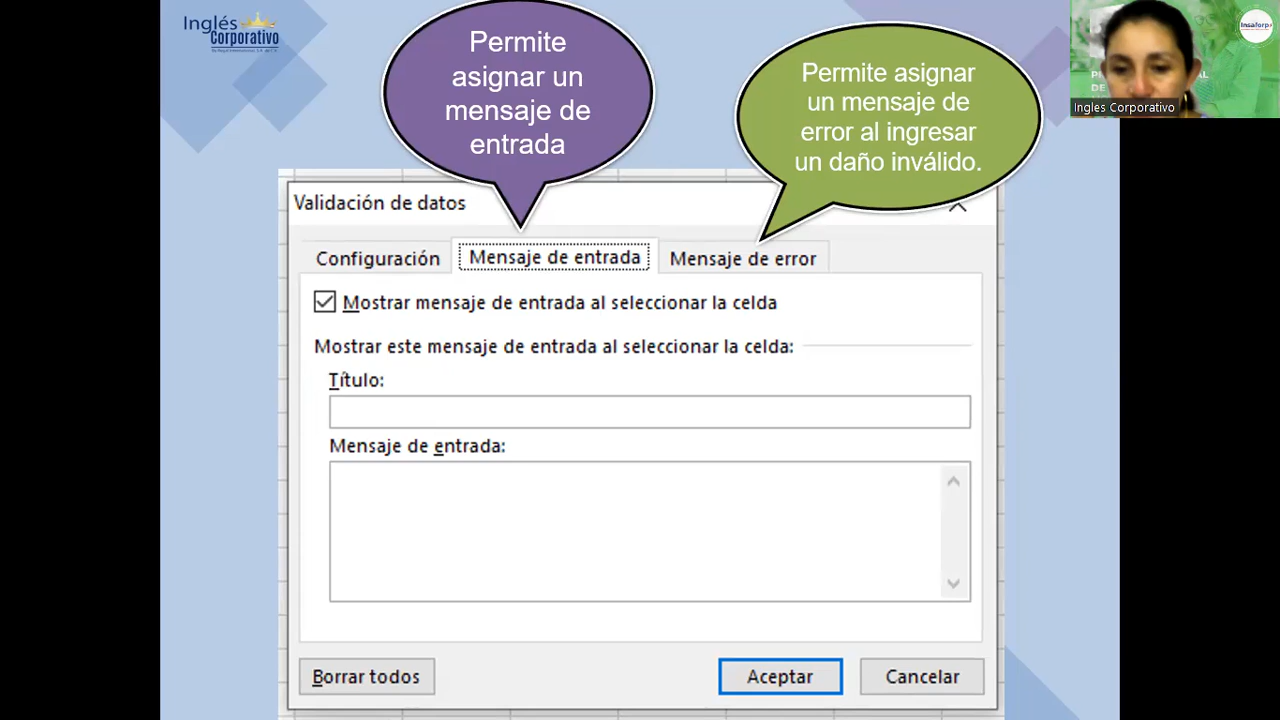 Inglés
Corporativo
Permite
asignar un
mensaje de
entrada
Permite asignar
un mensaje de
error al ingresar
un daño inválido.
Insaforp
Ingles Corporativo
Validación de datos
Configuración
Mensaje de entrada
Mensaje de error
Mostrar mensaje de entrada al seleccionar la celda
Mostrar este mensaje de entrada al seleccionar la celda:
Título:
Mensaje de entrada:
Borrar todos
Aceptar
Cancelar